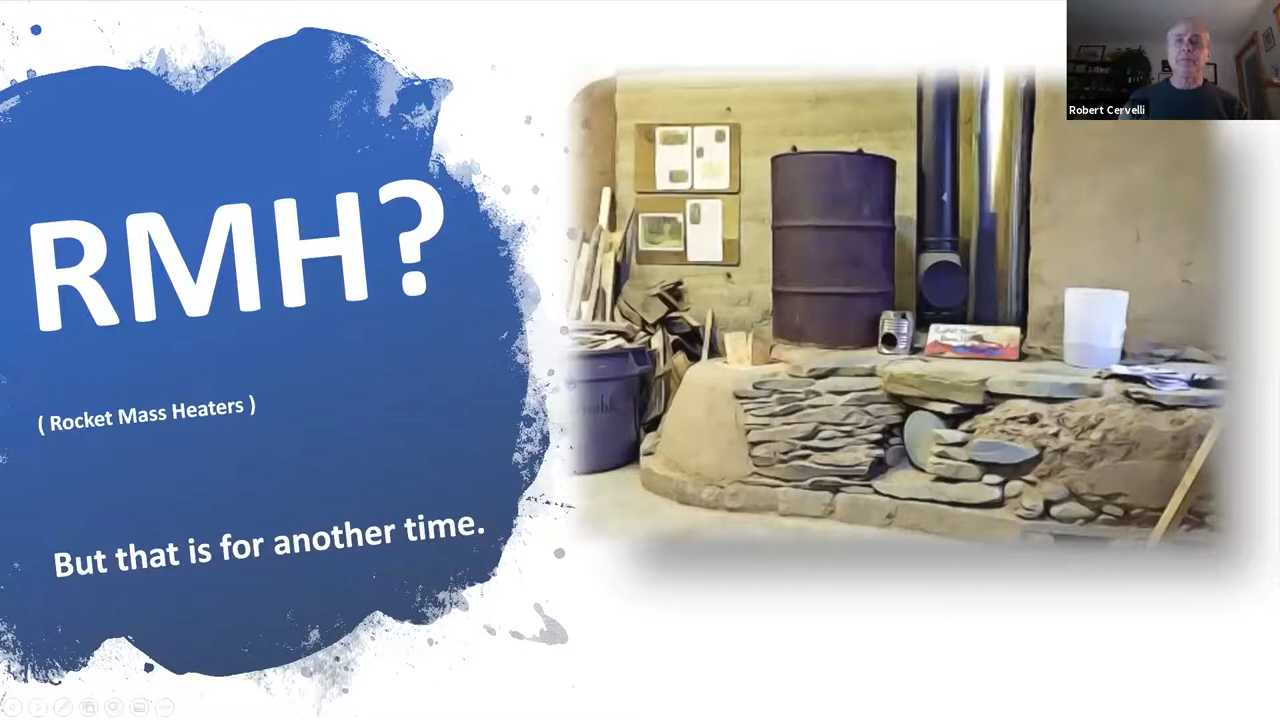 RMH?
( Rocket Mass Heaters )
But that is for another time.
Robert Cervelli